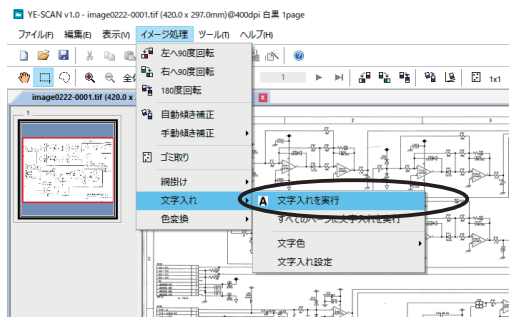 YE-SCAN v1.0 - image0222-0001.tif (420.0 x 297.0mm)@400dpi 白黒 1page
ファイル(F) 編集(E) 表示(V) イメージ処理 ツール(T) ヘルプ(H)
左へ90度回転
右へ90度回転
180度回転
1
1x1
image0222-0001.tif (420.0 x
自動傾き補正
手動傾き補正
1
ゴミ取り
網掛け
文字入れ
色変換
A 文字入れを実行
すべてのページに文字入れを実行
文字色
文字入れ設定